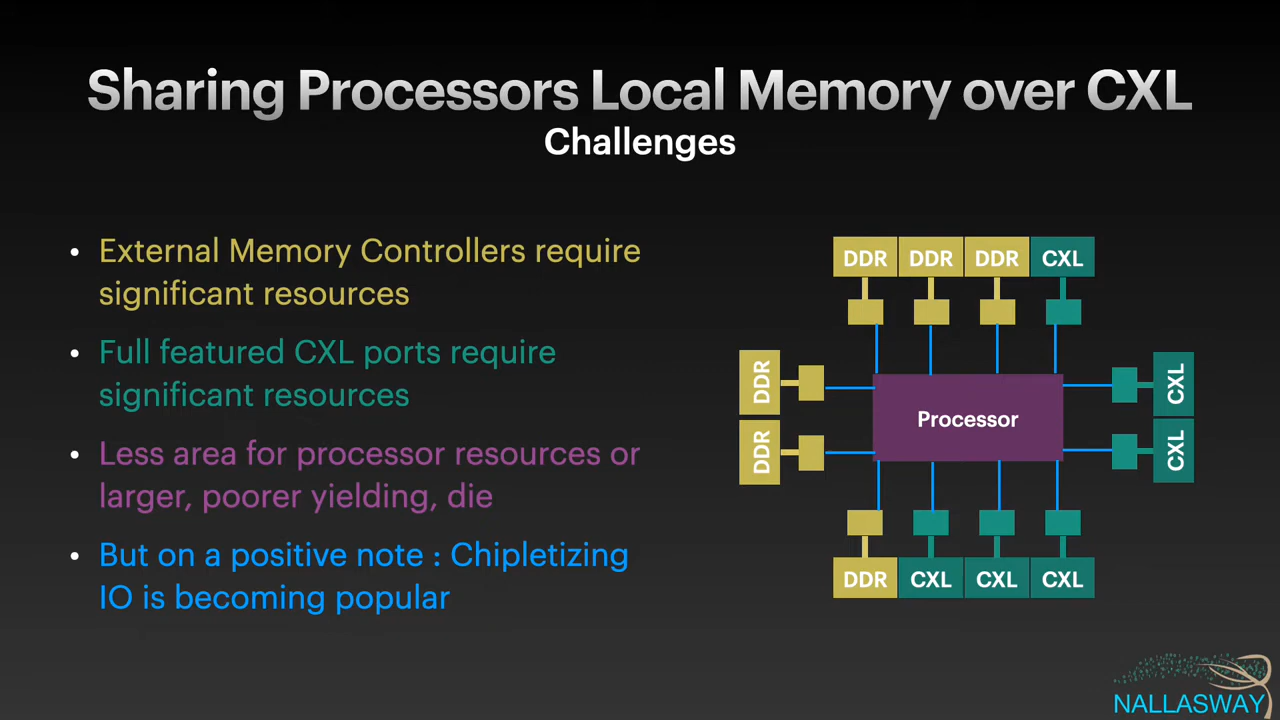 Sharing Processors Local Memory over CXL
Challenges
• External Memory Controllers require
significant resources
• Full featured CXL ports require
significant resources
• Less area for processor resources or
larger, poorer yielding, die
• But on a positive note : Chipletizing
IO is becoming popular
DDR DDR DDR CXL
DDR
DDR
Processor
CXL
CXL
DDR CXL CXL CXL
NALLASWAY